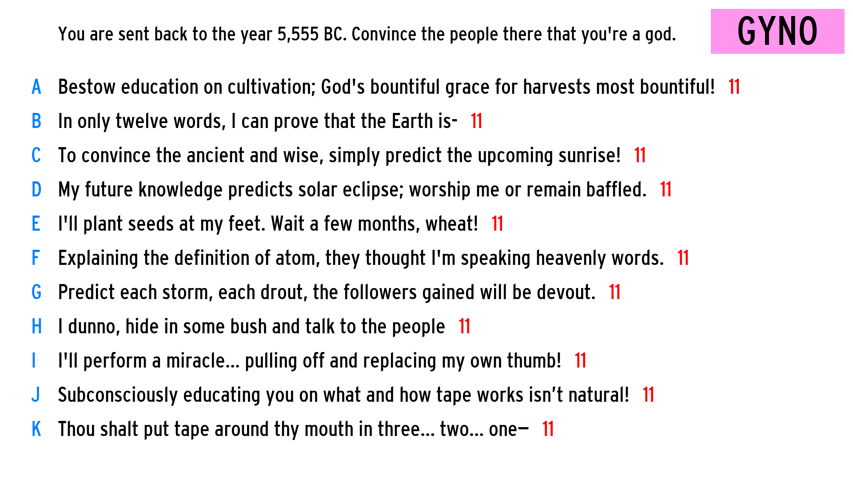 You are sent back to the year 5,555 BC. Convince the people there that you're a god.
GYNO
A Bestow education on cultivation; God's bountiful grace for harvests most bountiful! 11
B In only twelve words, I can prove that the Earth is- 11
C To convince the ancient and wise, simply predict the upcoming sunrise! 11
D My future knowledge predicts solar eclipse; worship me or remain baffled. 11
E I'll plant seeds at my feet. Wait a few months, wheat! 11
F Explaining the definition of atom, they thought I'm speaking heavenly words. 11
G Predict each storm, each drout, the followers gained will be devout. 11
H I dunno, hide in some bush and talk to the people 11
I I'll perform a miracle... pulling off and replacing my own thumb! 11
J Subconsciously educating you on what and how tape works isn’t natural! 11
K Thou shalt put tape around thy mouth in three... two... one— 11